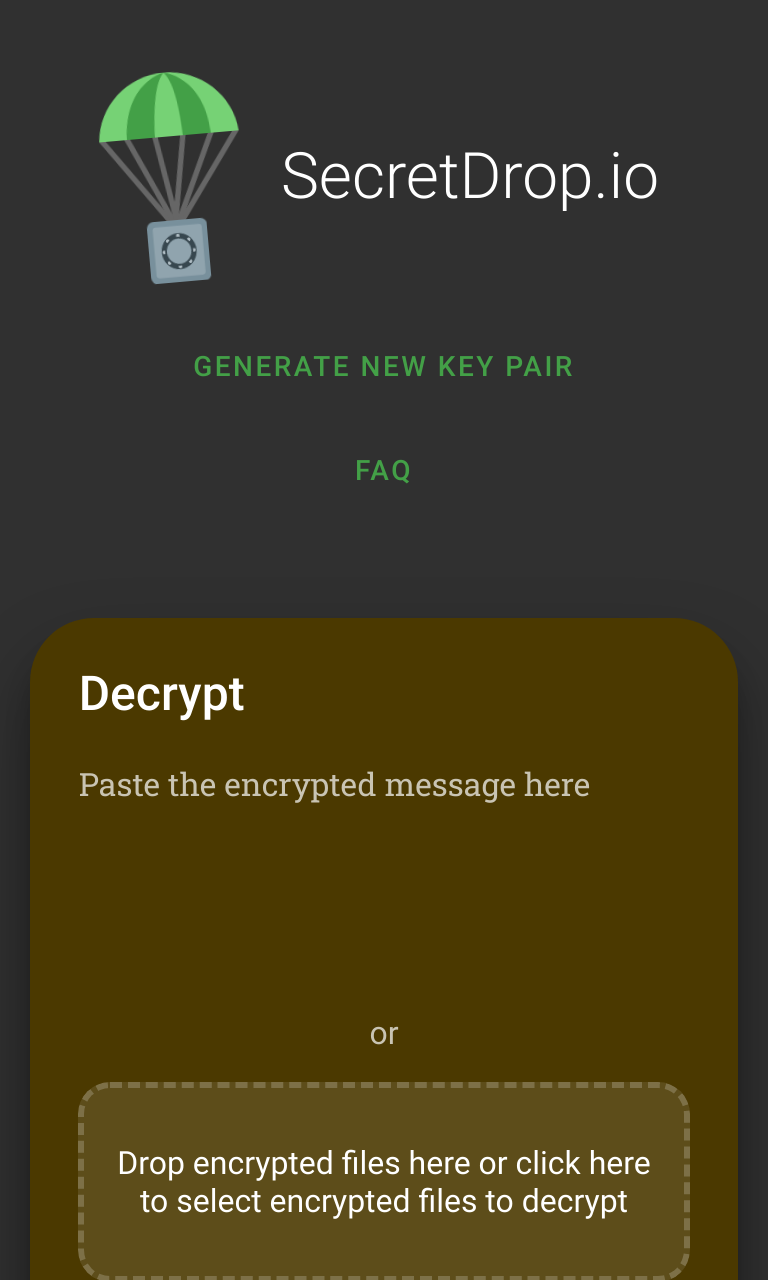 SecretDrop.io
GENERATE NEW KEY PAIR
FAQ
Decrypt
Paste the encrypted message here
or
Drop encrypted files here or click here
to select encrypted files to decrypt